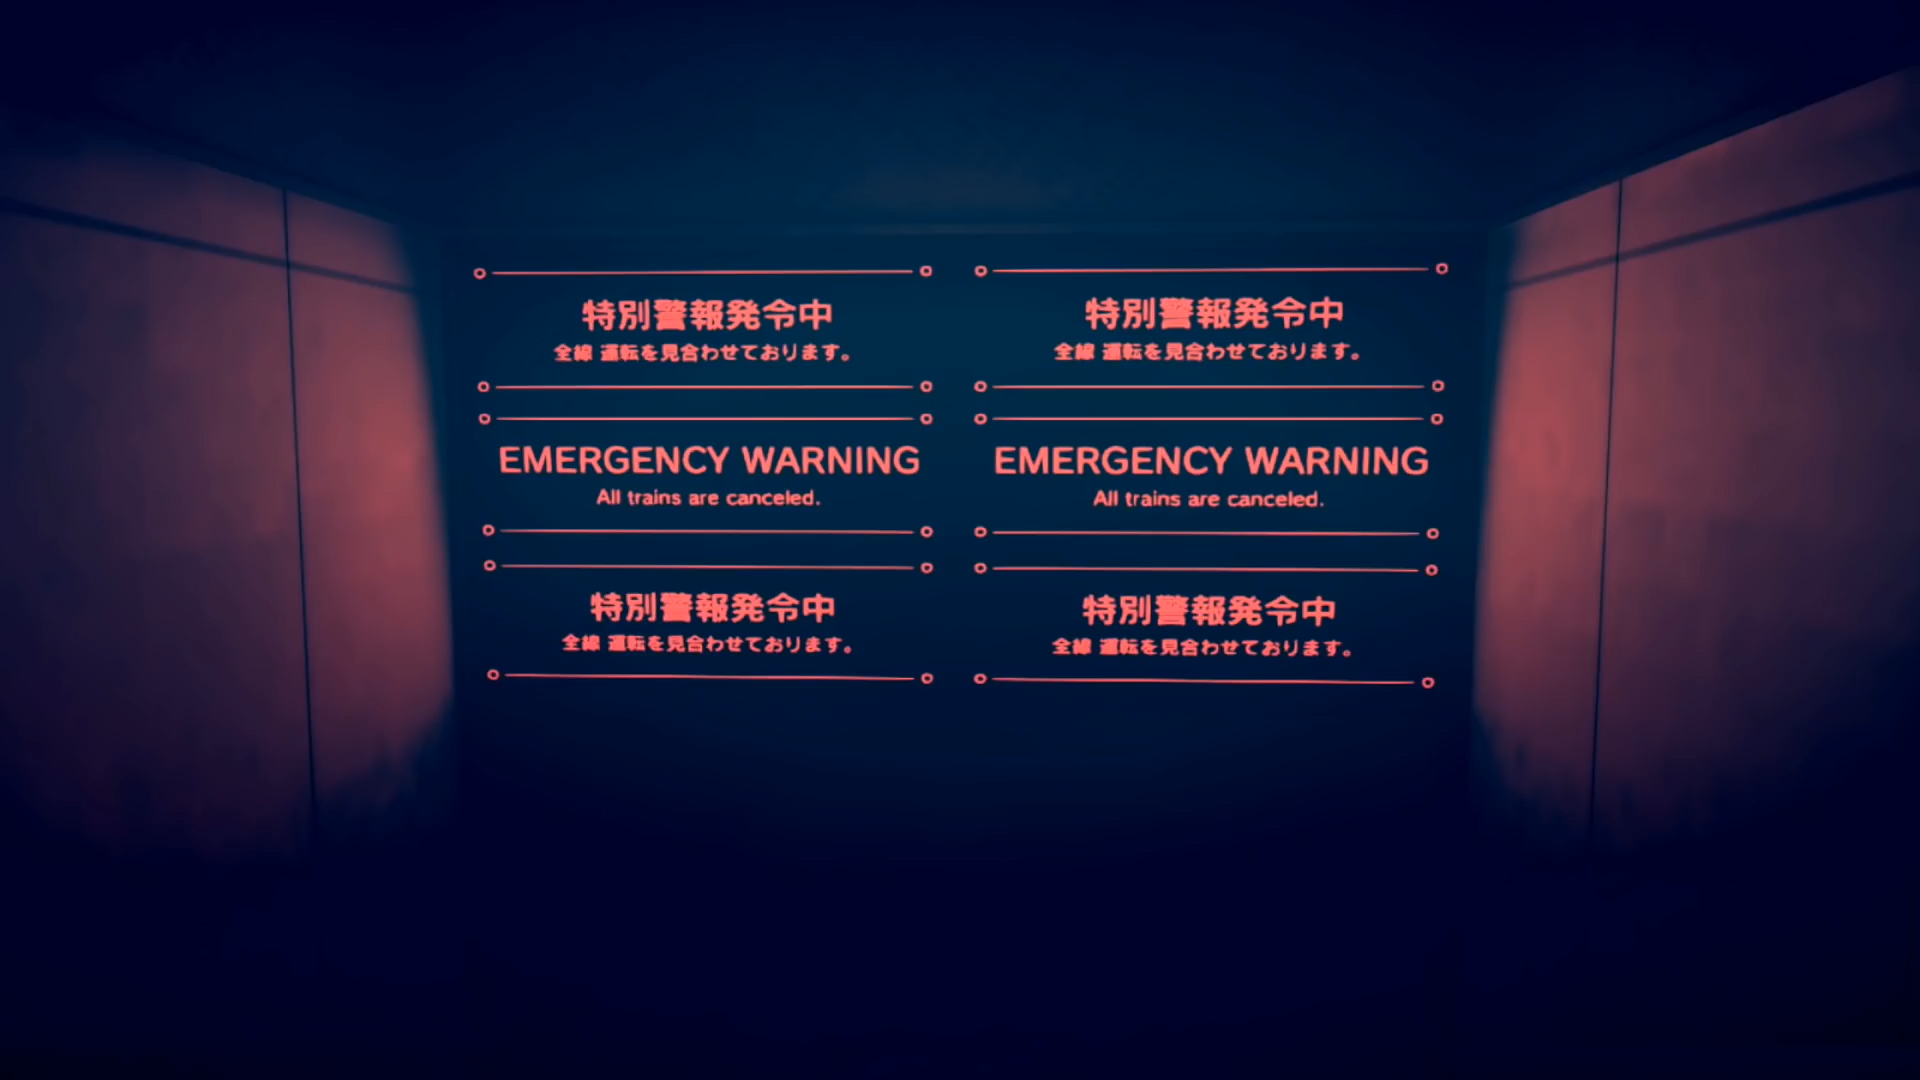 特別警報発令中
全線 運転を見合わせております。
EMERGENCY WARNING
All trains are canceled.
特別警報発令中
全線 運転を見合わせております。
特別警報発令中
全線 運転を見合わせております。
EMERGENCY WARNING
All trains are canceled.
特別警報発令中
全線 運転を見合わせております。